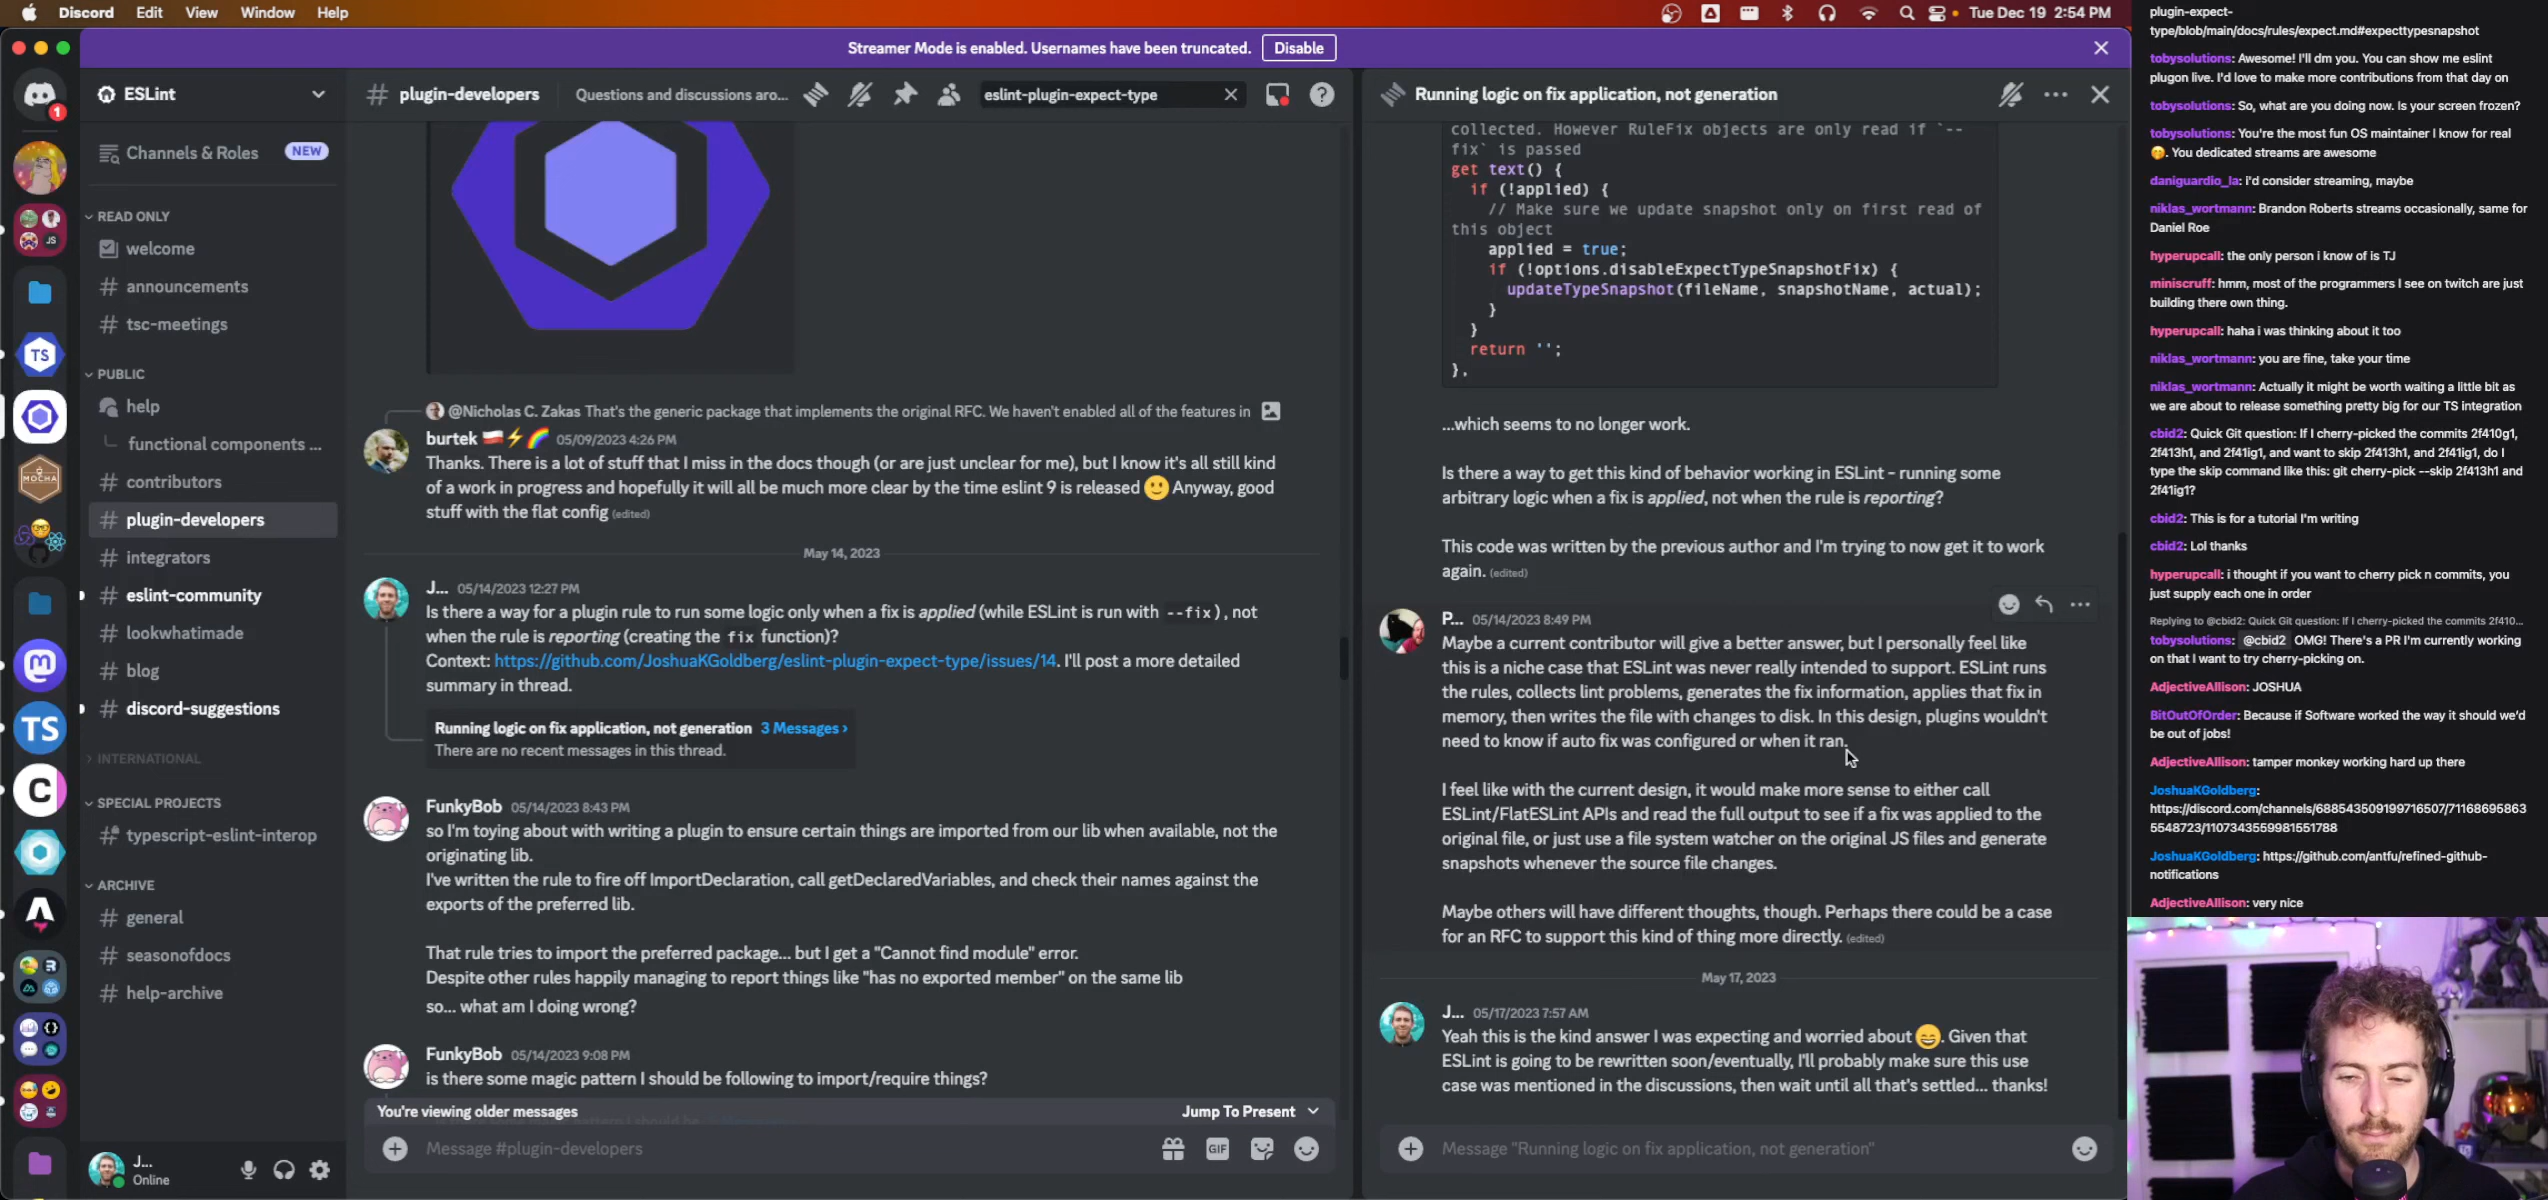 Discord Edit View Window Help
Tue Dec 19 2:54 PM
Streamer Mode is enabled. Usernames have been truncated. Disable
1
ESLint
Channels & Roles NEW
READ ONLY
welcome
# announcements
# tsc-meetings
PUBLIC
help
functional components ...
# contributors
# plugin-developers
# integrators
# eslint-community
# lookwhatimade
# blog
# discord-suggestions
INTERNATIONAL
SPECIAL PROJECTS
typescript-eslint-interop
ARCHIVE
# general
# seasonofdocs
# help-archive
J...
Online
JS
TS
MOCHA
TS
C
# plugin-developers Questions and discussions aro... eslint-plugin-expect-type
@Nicholas C. Zakas That's the generic package that implements the original RFC. We haven't enabled all of the features in
burtek 🇵🇱⚡🌈 05/09/2023 4:26 PM
Thanks. There is a lot of stuff that I miss in the docs though (or are just unclear for me), but I know it's all still kind
of a work in progress and hopefully it will all be much more clear by the time eslint 9 is released 🙂 Anyway, good
stuff with the flat config (edited)
May 14, 2023
J... 05/14/2023 12:27 PM
Is there a way for a plugin rule to run some logic only when a fix is applied (while ESLint is run with --fix), not
when the rule is reporting (creating the fix function)?
Context: https://github.com/JoshuaKGoldberg/eslint-plugin-expect-type/issues/14. I'll post a more detailed
summary in thread.
Running logic on fix application, not generation 3 Messages ›
There are no recent messages in this thread.
FunkyBob 05/14/2023 8:43 PM
so I'm toying about with writing a plugin to ensure certain things are imported from our lib when available, not the
originating lib.
I've written the rule to fire off ImportDeclaration, call getDeclaredVariables, and check their names against the
exports of the preferred lib.
That rule tries to import the preferred package... but I get a "Cannot find module" error.
Despite other rules happily managing to report things like "has no exported member" on the same lib
so... what am I doing wrong?
FunkyBob 05/14/2023 9:08 PM
is there some magic pattern I should be following to import/require things?
You're viewing older messages Jump To Present
Message #plugin-developers
GIF
Running logic on fix application, not generation
collected. However RuleFix objects are only read if `--
fix` is passed
get text() {
if (!applied) {
// Make sure we update snapshot only on first read of
this object
applied = true;
if (!options.disableExpectTypeSnapshotFix) {
updateTypeSnapshot(fileName, snapshotName, actual);
}
}
return '';
},
...which seems to no longer work.
Is there a way to get this kind of behavior working in ESLint - running some
arbitrary logic when a fix is applied, not when the rule is reporting?
This code was written by the previous author and I'm trying to now get it to work
again. (edited)
P... 05/14/2023 8:49 PM
Maybe a current contributor will give a better answer, but I personally feel like
this is a niche case that ESLint was never really intended to support. ESLint runs
the rules, collects lint problems, generates the fix information, applies that fix in
memory, then writes the file with changes to disk. In this design, plugins wouldn't
need to know if auto fix was configured or when it ran.
I feel like with the current design, it would make more sense to either call
ESLint/FlatESLint APIs and read the full output to see if a fix was applied to the
original file, or just use a file system watcher on the original JS files and generate
snapshots whenever the source file changes.
Maybe others will have different thoughts, though. Perhaps there could be a case
for an RFC to support this kind of thing more directly. (edited)
May 17, 2023
J... 05/17/2023 7:57 AM
Yeah this is the kind answer I was expecting and worried about 😄. Given that
ESLint is going to be rewritten soon/eventually, I'll probably make sure this use
case was mentioned in the discussions, then wait until all that's settled... thanks!
Message "Running logic on fix application, not generation"
plugin-expect-
type/blob/main/docs/rules/expect.md#expecttypesnapshot
tobysolutions: Awesome! I'll dm you. You can show me eslint
plugon live. I'd love to make more contributions from that day on
tobysolutions: So, what are you doing now. Is your screen frozen?
tobysolutions: You're the most fun OS maintainer I know for real
🤭. You dedicated streams are awesome
daniguardio_la: i'd consider streaming, maybe
niklas_wortmann: Brandon Roberts streams occasionally, same for
Daniel Roe
hyperupcall: the only person i know of is TJ
miniscruff: hmm, most of the programmers I see on twitch are just
building there own thing.
hyperupcall: haha i was thinking about it too
niklas_wortmann: you are fine, take your time
niklas_wortmann: Actually it might be worth waiting a little bit as
we are about to release something pretty big for our TS integration
cbid2: Quick Git question: If I cherry-picked the commits 2f410g1,
2f413h1, and 2f41ig1, and want to skip 2f413h1, and 2f41ig1, do I
type the skip command like this: git cherry-pick --skip 2f413h1 and
2f41ig1?
cbid2: This is for a tutorial I'm writing
cbid2: Lol thanks
hyperupcall: i thought if you want to cherry pick n commits, you
just supply each one in order
Replying to @cbid2: Quick Git question: If I cherry-picked the commits 2f410...
tobysolutions: @cbid2 OMG! There's a PR I'm currently working
on that I want to try cherry-picking on.
AdjectiveAllison: JOSHUA
BitOutOfOrder: Because if Software worked the way it should we'd
be out of jobs!
AdjectiveAllison: tamper monkey working hard up there
JoshuaKGoldberg:
https://discord.com/channels/688543509199716507/71168695863
5548723/1107343559981551788
JoshuaKGoldberg: https://github.com/antfu/refined-github-
notifications
AdjectiveAllison: very nice